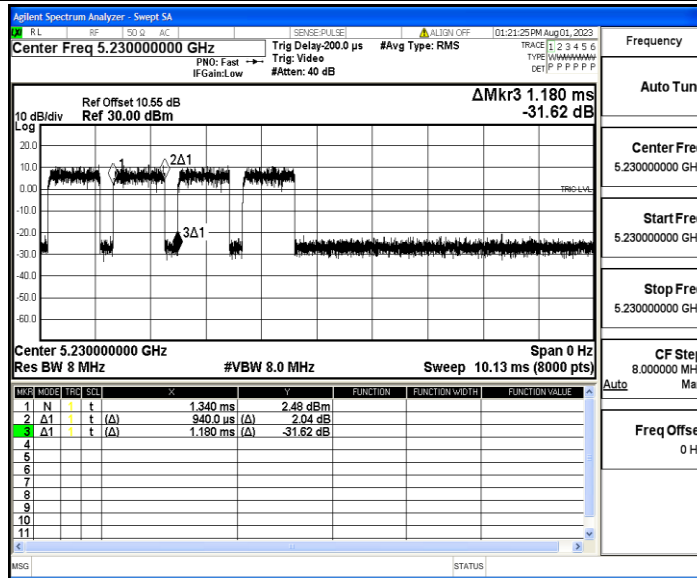 Agilent Spectrum Analyzer - Swept SA
RL RF 50 Ω AC SENSE:PULSE ALIGN OFF 01:21:25 PM Aug 01, 2023
Center Freq 5.230000000 GHz Trig Delay-200.0 µs #Avg Type: RMS TRACE 1 2 3 4 5 6
PNO: Fast Trig: Video TYPE
IFGain:Low #Atten: 40 dB DET P P P P P P
Frequency
ΔMkr3 1.180 ms
-31.62 dB
Ref Offset 10.55 dB
10 dB/div Ref 30.00 dBm
Log
20.0
10.0
0.00
-10.0
-20.0
-30.0
-40.0
-50.0
-60.0
1
2Δ1
3Δ1
TRIG LVL
Center 5.230000000 GHz Span 0 Hz
Res BW 8 MHz #VBW 8.0 MHz Sweep 10.13 ms (8000 pts)
MKR MODE TRC SCL X Y FUNCTION FUNCTION WIDTH FUNCTION VALUE
1 N 1 t 1.340 ms 2.48 dBm
2 Δ1 1 t (Δ) 940.0 µs (Δ) 2.04 dB
3 Δ1 1 t (Δ) 1.180 ms (Δ) -31.62 dB
4
5
6
7
8
9
10
11
MSG STATUS
Auto Tun
Center Fre
5.230000000 GH
Start Fre
5.230000000 GH
Stop Fre
5.230000000 GH
CF Step
8.000000 MH
Auto Ma
Freq Offse
0 H